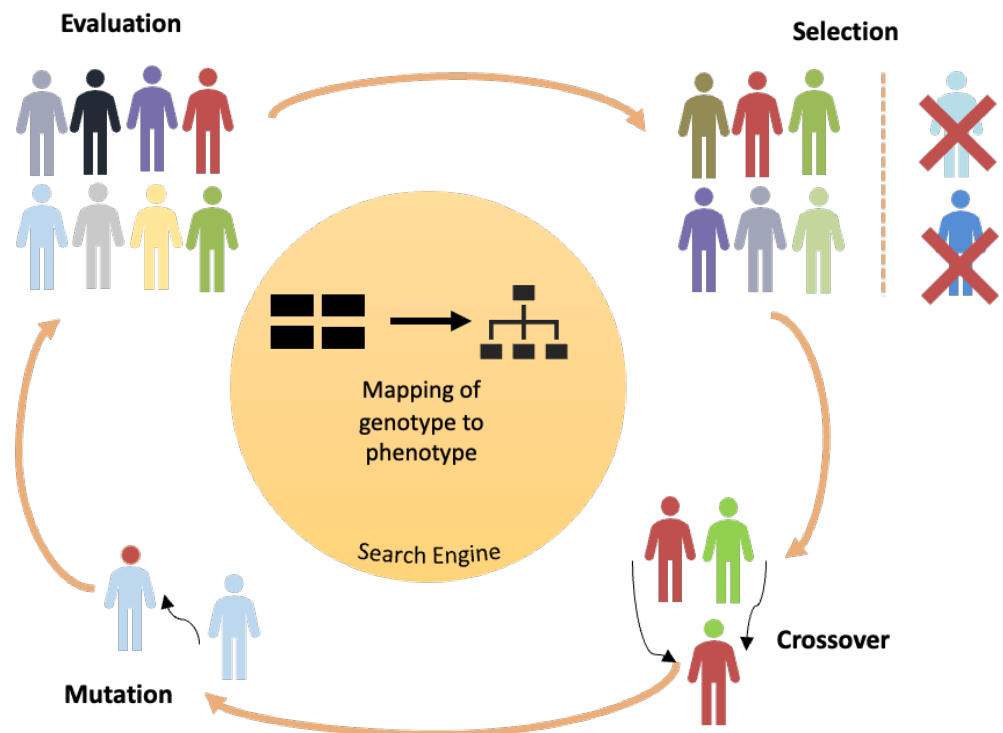 Evaluation
Selection
Mapping of
genotype to
phenotype
Search Engine
Crossover
Mutation